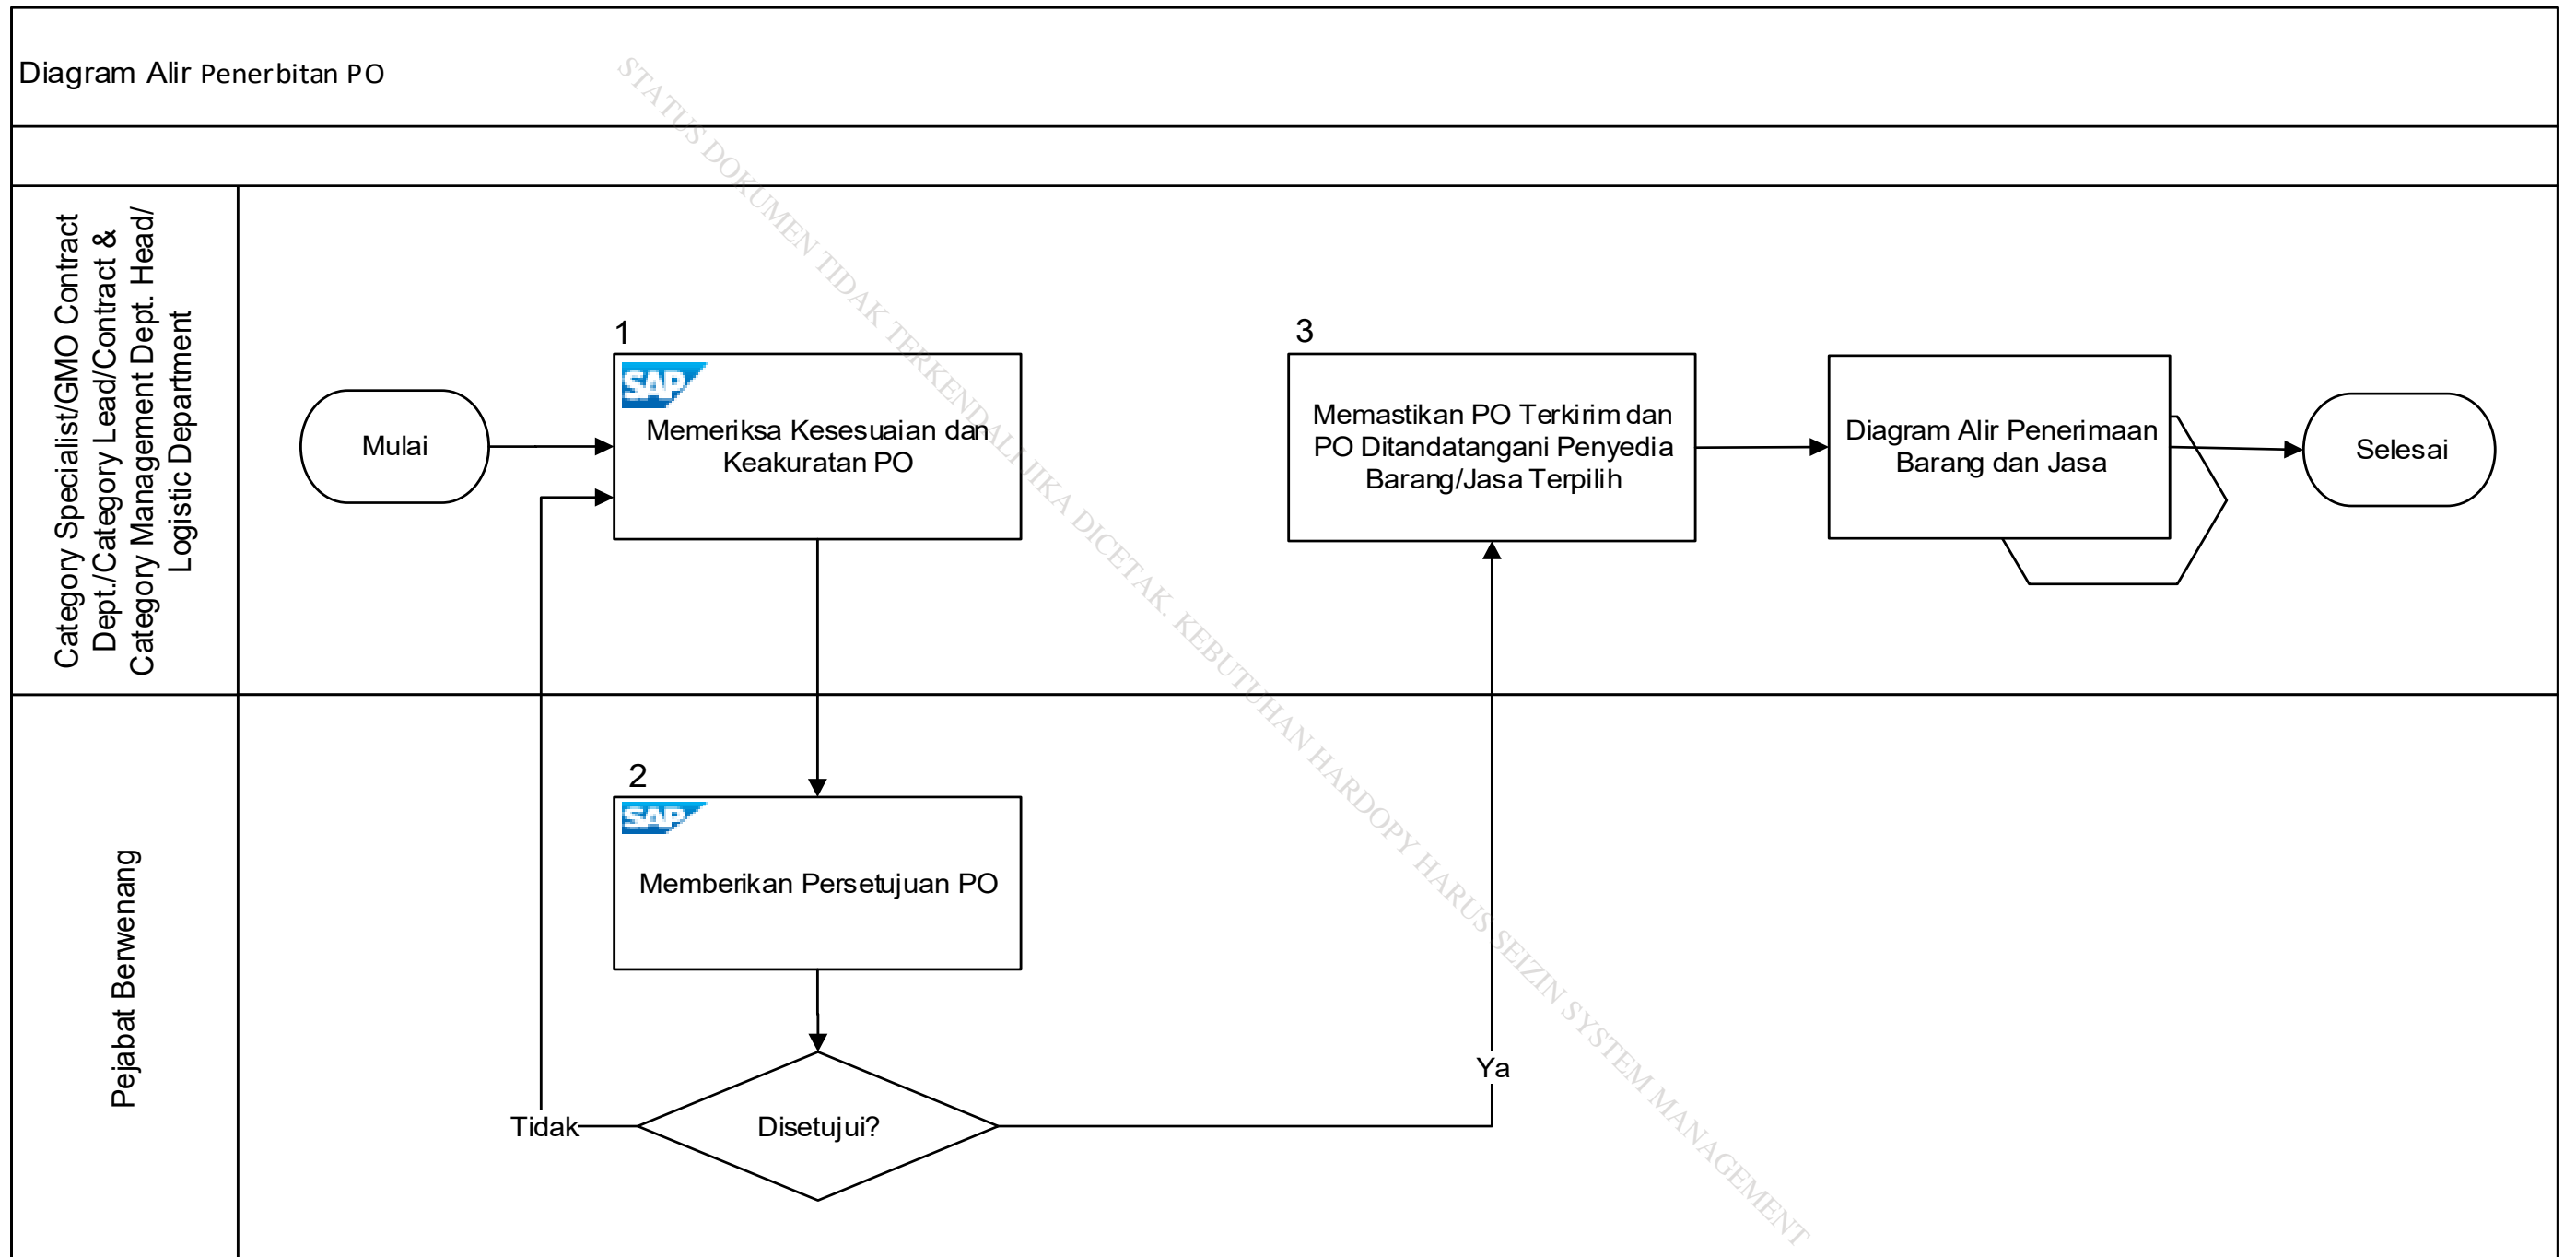 Diagram Alir Penerbitan PO
Category Specialist/GMO Contract
Dept./Category Lead/Contract &
Category Management Dept. Head/
Logistic Department
Mulai
1
SAP
Memeriksa Kesesuaian dan
Keakuratan PO
3
Memastikan PO Terkirim dan
PO Ditandatangani Penyedia
Barang/Jasa Terpilih
Diagram Alir Penerimaan
Barang dan Jasa
Selesai
Pejabat Berwenang
2
SAP
Memberikan Persetujuan PO
Disetujui?
Tidak
Ya
STATUS DOKUMEN TIDAK TERKENDALI JIKA DICETAK. KEBUTUHAN HARDOPY HARUS SEIZIN SYSTEM MANAGEMENT